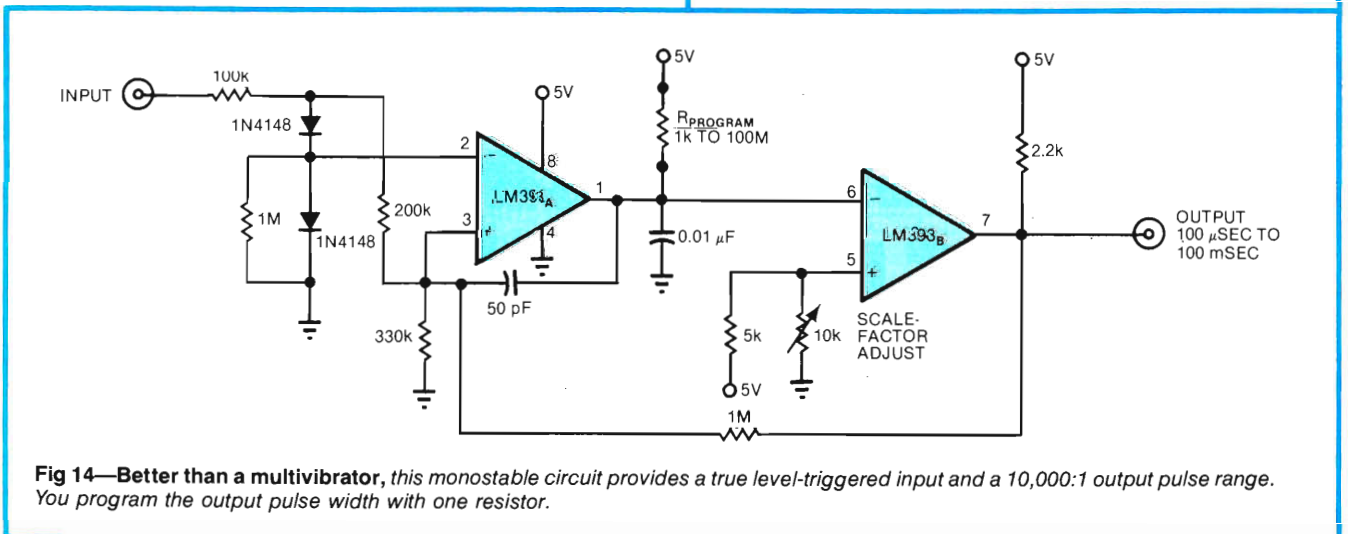 INPUT
100k
1N4148
1M
1N4148
200k
330k
50 pF
2
3
−
+
LM393A
8
4
1
5V
5V
RPROGRAM
1k TO 100M
0.01 µF
6
5
−
+
LM393B
7
5k
5V
10k
SCALE-
FACTOR
ADJUST
1M
5V
2.2k
OUTPUT
100 µSEC TO
100 mSEC
Fig 14—Better than a multivibrator, this monostable circuit provides a true level-triggered input and a 10,000:1 output pulse range.
You program the output pulse width with one resistor.